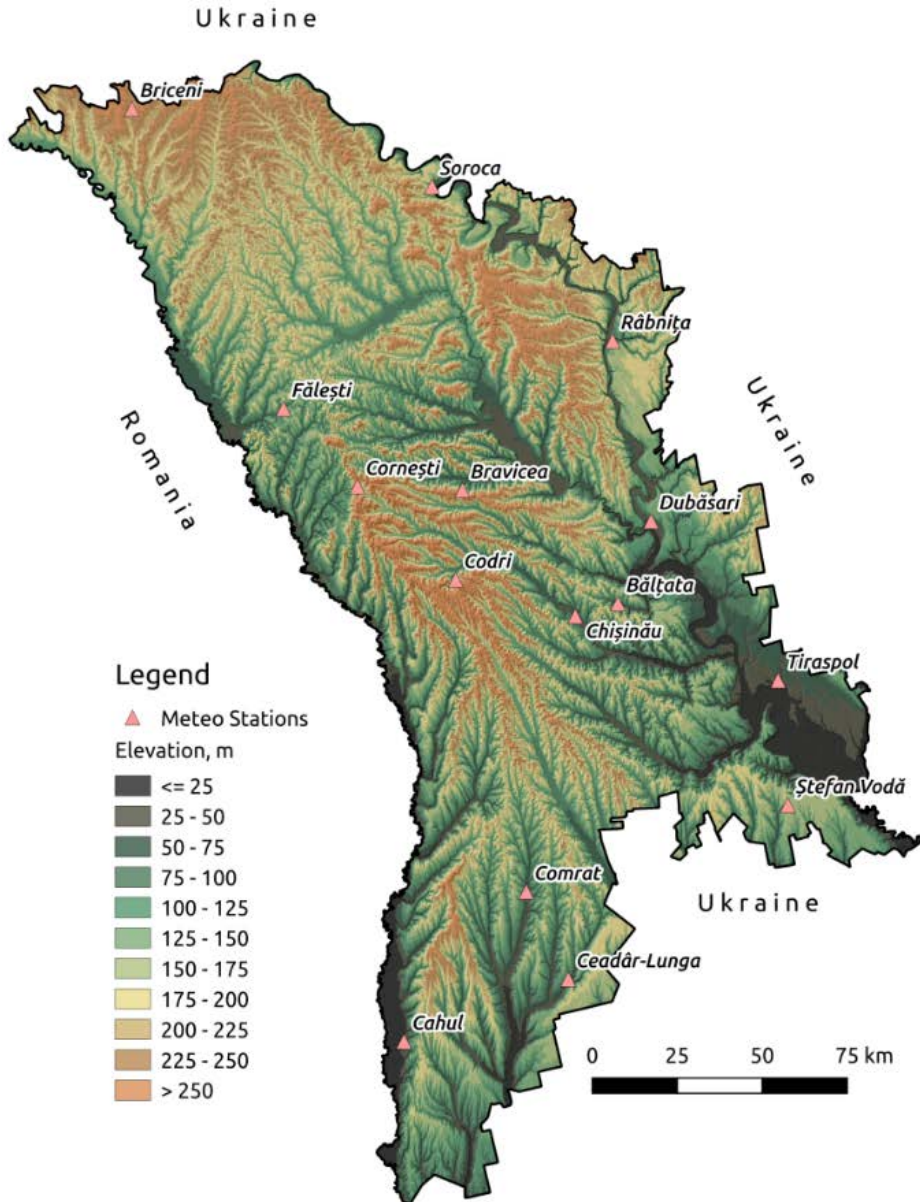 Ukraine
Briceni
Soroca
Râbnița
Ukraine
Fălești
Romania
Cornești
Bravicea
Dubăsari
Codri
Bălțata
Chișinău
Tiraspol
Legend
Meteo Stations
Elevation, m
<= 25
25 - 50
50 - 75
75 - 100
100 - 125
125 - 150
150 - 175
175 - 200
200 - 225
225 - 250
> 250
Ștefan Vodă
Comrat
Ukraine
Ceadâr-Lunga
Cahul
0 25 50 75 km